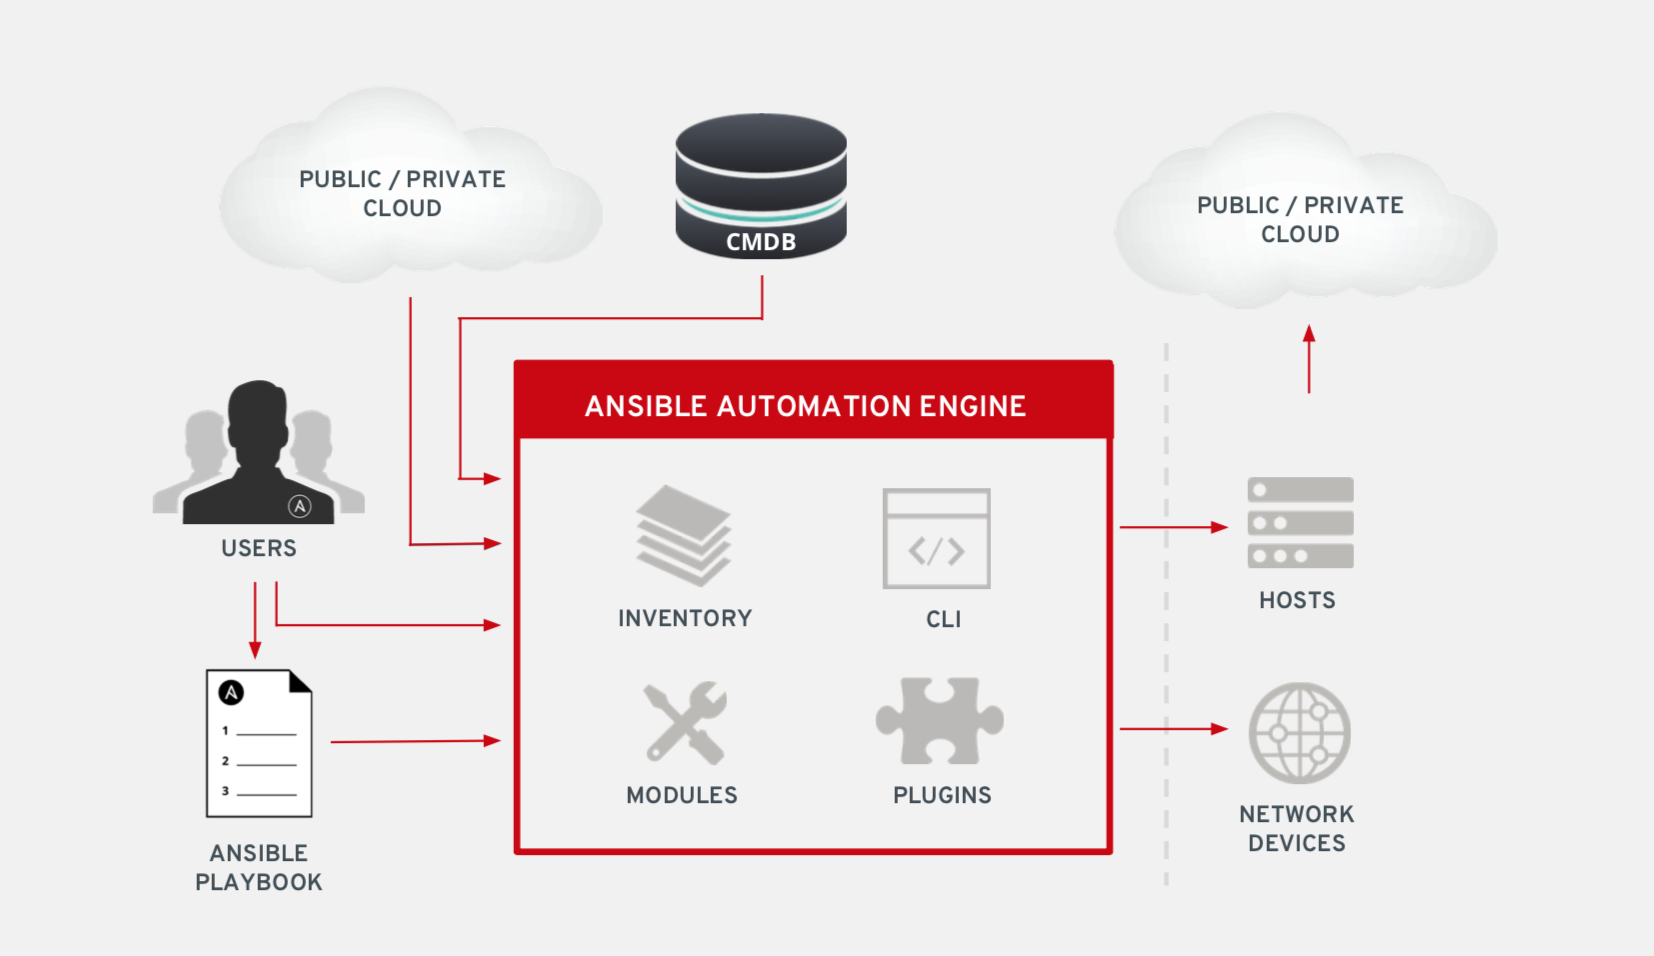 PUBLIC / PRIVATE
CLOUD
CMDB
PUBLIC / PRIVATE
CLOUD
USERS
ANSIBLE AUTOMATION ENGINE
INVENTORY
CLI
</>
MODULES
PLUGINS
HOSTS
NETWORK
DEVICES
A
A
1
2
3
ANSIBLE
PLAYBOOK